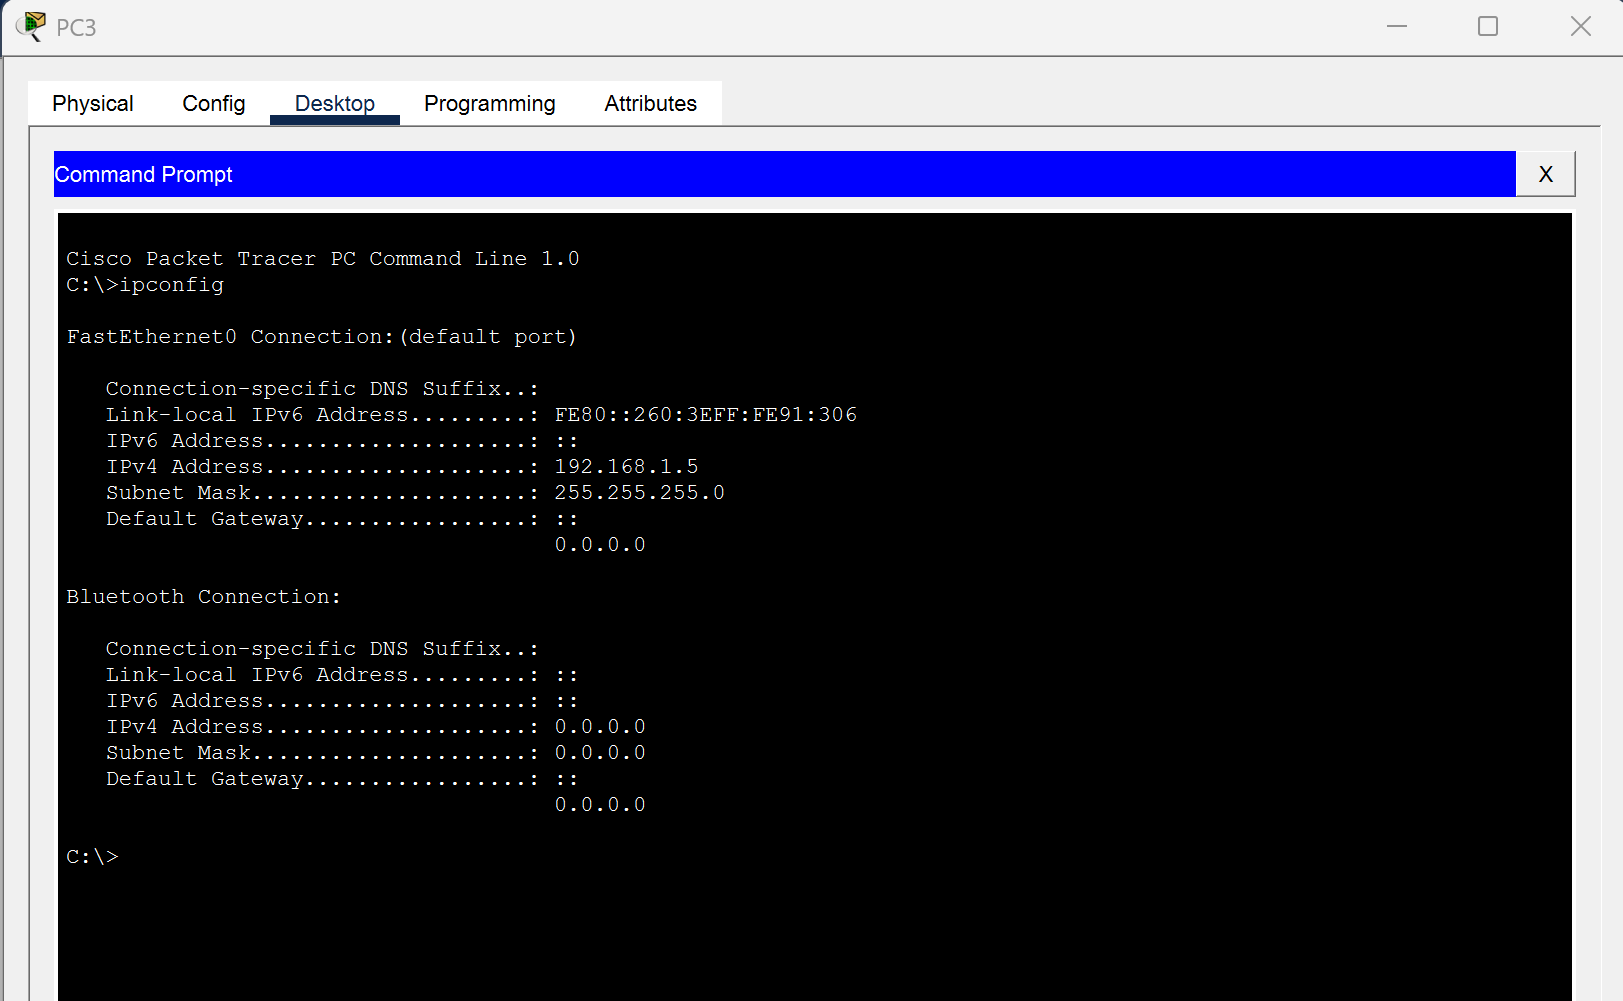 PC3
Physical Config Desktop Programming Attributes
Command Prompt X
Cisco Packet Tracer PC Command Line 1.0
C:\>ipconfig
FastEthernet0 Connection:(default port)
Connection-specific DNS Suffix..:
Link-local IPv6 Address.........: FE80::260:3EFF:FE91:306
IPv6 Address....................: ::
IPv4 Address....................: 192.168.1.5
Subnet Mask.....................: 255.255.255.0
Default Gateway.................: ::
0.0.0.0
Bluetooth Connection:
Connection-specific DNS Suffix..:
Link-local IPv6 Address.........: ::
IPv6 Address....................: ::
IPv4 Address....................: 0.0.0.0
Subnet Mask.....................: 0.0.0.0
Default Gateway.................: ::
0.0.0.0
C:\>